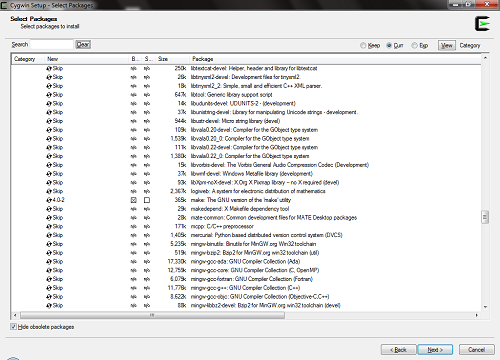 Cygwin Setup - Select Packages
Select Packages
Select packages to install
Search Clear Keep Curr Exp View Category
Category New B... S... Size Package
Skip n/a n/a 250k libtextcat-devel: Helper, header and library for libtextcat
Skip n/a n/a 26k libtinyxml2-devel: Development files for tinyxml2.
Skip n/a n/a 18k libtinyxml2_2: Simple, small and efficient C++ XML parser.
Skip n/a n/a 647k libtool: Generic library support script
Skip n/a n/a 14k libudunits-devel: UDUNITS-2 - (development)
Skip n/a n/a 37k libunistring-devel: Library for manipulating Unicode strings - development.
Skip n/a n/a 944k libustr-devel: Micro string library (devel)
Skip n/a n/a 109k libvala0.20-devel: Compiler for the GObject type system
Skip n/a n/a 1,539k libvala0.20_0: Compiler for the GObject type system
Skip n/a n/a 111k libvala0.22-devel: Compiler for the GObject type system
Skip n/a n/a 1,380k libvala0.22_0: Compiler for the GObject type system
Skip n/a n/a 15k libvorbis-devel: The Vorbis General Audio Compression Codec (Development)
Skip n/a n/a 37k libwmf-devel: Windows Metafile library (development)
Skip n/a n/a 93k libXpm-noX-devel: X.Org X Pixmap library -- no X required (devel)
Skip n/a n/a 2,367k logiweb: A system for electronic distribution of mathematics
4.0-2 368k make: The GNU version of the 'make' utility
Skip n/a n/a 29k makedepend: X Makefile dependency tool
Skip n/a n/a 28k mate-common: Common development files for MATE Desktop packages
Skip n/a n/a 171k mcpp: C/C++ preprocessor
Skip n/a n/a 1,405k mercurial: Python based distributed version control system (DVCS)
Skip n/a n/a 5,235k mingw-binutils: Binutils for MinGW.org Win32 toolchain
Skip n/a n/a 519k mingw-bzip2: Bzip2 for MinGW.org Win32 toolchain (util)
Skip n/a n/a 17,330k mingw-gcc-ada: GNU Compiler Collection (Ada)
Skip n/a n/a 12,759k mingw-gcc-core: GNU Compiler Collection (C, OpenMP)
Skip n/a n/a 6,079k mingw-gcc-fortran: GNU Compiler Collection (Fortran)
Skip n/a n/a 11,776k mingw-gcc-g++: GNU Compiler Collection (C++)
Skip n/a n/a 8,622k mingw-gcc-objc: GNU Compiler Collection (Objective-C,C++)
Skip n/a n/a 88k mingw-libbz2-devel: Bzip2 for MinGW.org Win32 toolchain (devel)
Hide obsolete packages
< Back Next > Cancel